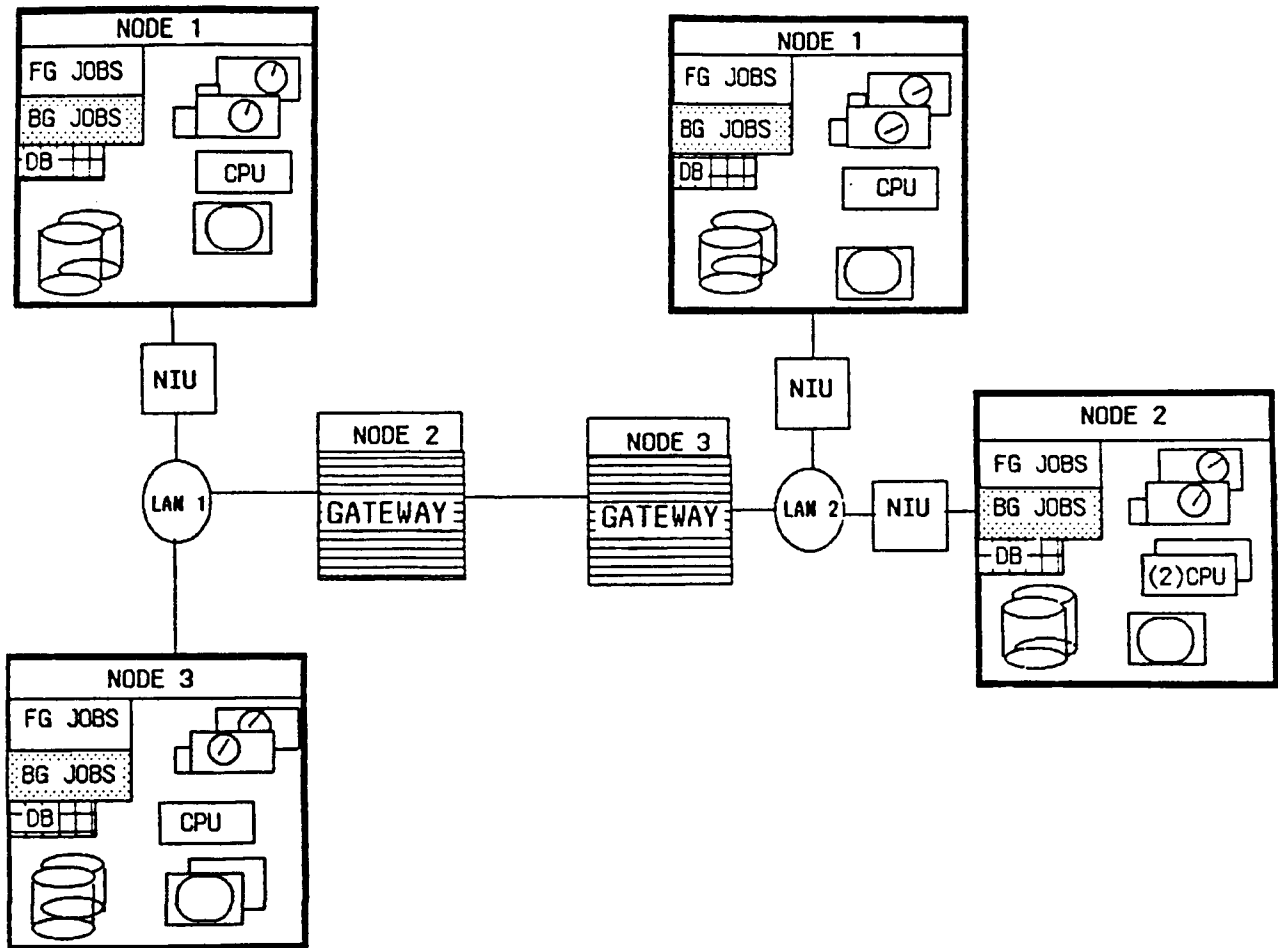 NODE 1
FG JOBS
BG JOBS
DB
CPU
NIU
LAN 1
NODE 2
GATEWAY
NODE 3
GATEWAY
NODE 1
FG JOBS
BG JOBS
DB
CPU
NIU
LAN 2
NIU
NODE 2
FG JOBS
BG JOBS
DB
(2)CPU
NODE 3
FG JOBS
BG JOBS
DB
CPU